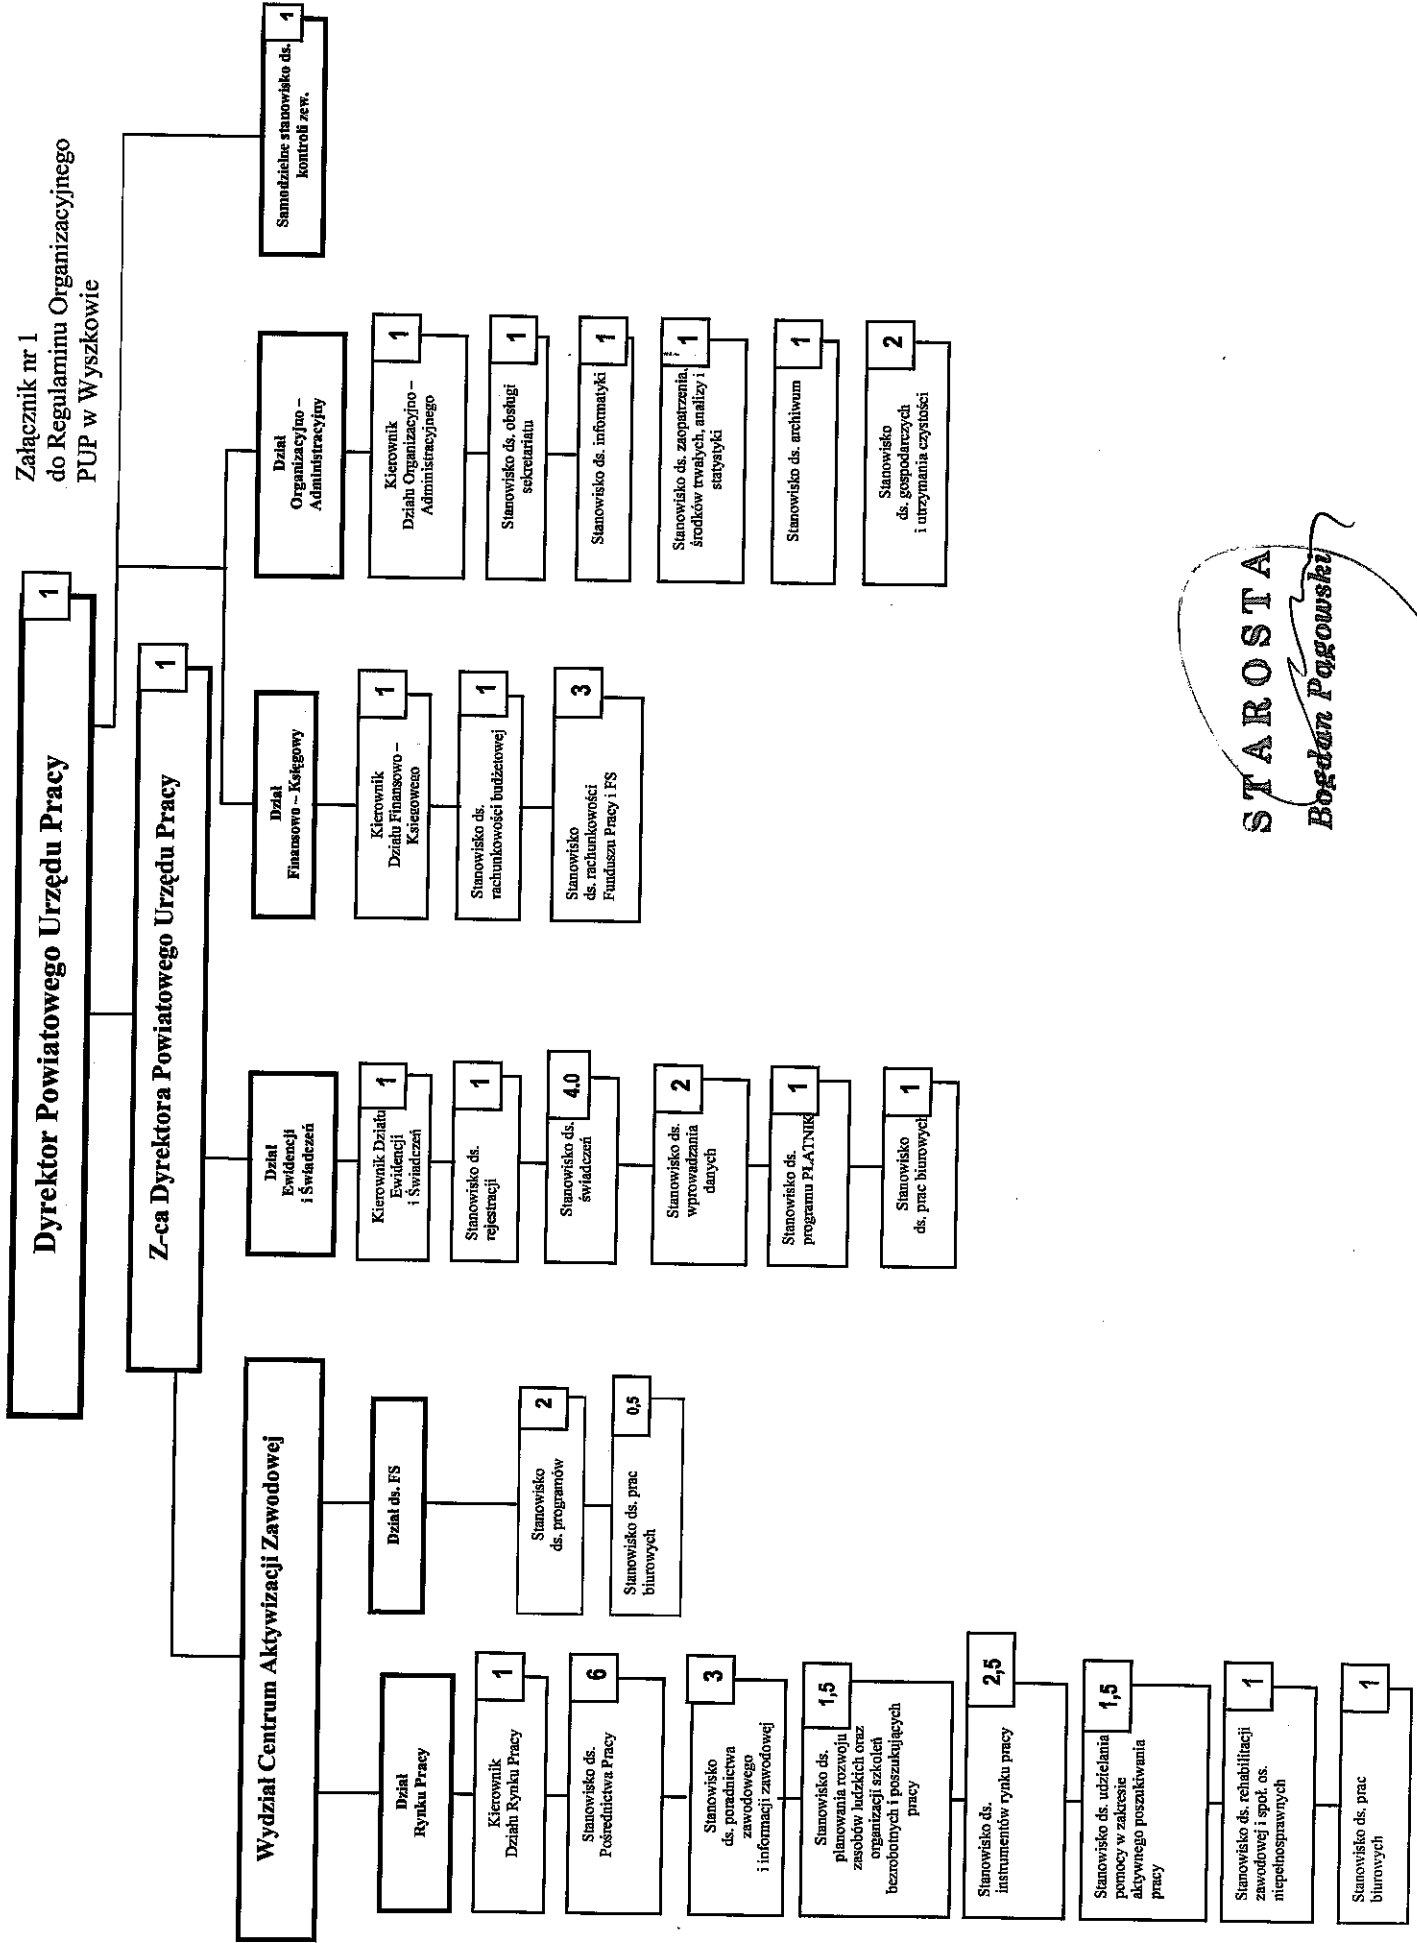 Załącznik nr 1
do Regulaminu Organizacyjnego
PUP w Wyszkowie
Dyrektor Powiatowego Urzędu Pracy
1
Z-ca Dyrektora Powiatowego Urzędu Pracy
1
Samodzielne stanowisko ds.
kontroli zew.
1
Wydział Centrum Aktywizacji Zawodowej
Dział
Rynku Pracy
Kierownik
Działu Rynku Pracy
1
Stanowisko ds.
Pośrednictwa Pracy
6
Stanowisko
ds. poradnictwa
zawodowego
i informacji zawodowej
3
Stanowisko ds.
planowania rozwoju
zasobów ludzkich oraz
organizacji szkoleń
bezrobotnych i poszukujących
pracy
1,5
Stanowisko ds.
instrumentów rynku pracy
2,5
Stanowisko ds. udzielania
pomocy w zakresie
aktywnego poszukiwania
pracy
1,5
Stanowisko ds. rehabilitacji
zawodowej i społ. os.
niepełnosprawnych
1
Stanowisko ds. prac
biurowych
1
Dział ds. FS
Stanowisko
ds. programów
2
Stanowisko ds. prac
biurowych
0,5
Dział
Ewidencji
i Świadczeń
Kierownik Działu
Ewidencji
i Świadczeń
1
Stanowisko ds.
rejestracji
1
Stanowisko ds.
świadczeń
4.0
Stanowisko ds.
wprowadzania
danych
2
Stanowisko ds.
programu PŁATNIK
1
Stanowisko
ds. prac biurowych
1
Dział
Finansowo – Księgowy
Kierownik
Działu Finansowo –
Księgowego
1
Stanowisko ds.
rachunkowości budżetowej
1
Stanowisko
ds. rachunkowości
Funduszu Pracy i FS
3
Dział
Organizacyjno –
Administracyjny
Kierownik
Działu Organizacyjno –
Administracyjnego
1
Stanowisko ds. obsługi
sekretariatu
1
Stanowisko ds. informatyki
1
Stanowisko ds. zaopatrzenia,
środków trwałych, analizy i
statystyki
1
Stanowisko ds. archiwum
1
Stanowisko
ds. gospodarczych
i utrzymania czystości
2
STAROSTA
Bogdan Pągowski